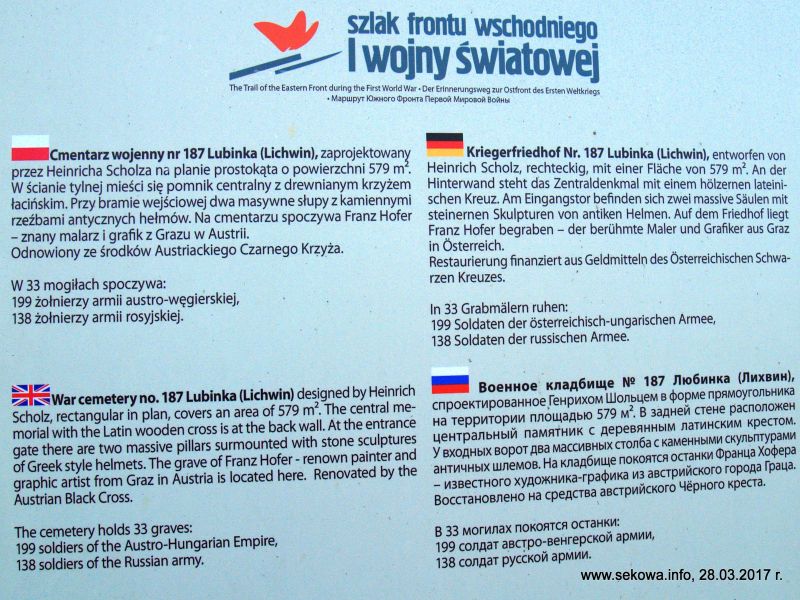 szlak frontu wschodniego
I wojny światowej
The Trail of the Eastern Front during the First World War • Der Erinnerungsweg zur Ostfront des Ersten Weltkriegs
• Маршрут Южного Фронта Первой Мировой Войны
Cmentarz wojenny nr 187 Lubinka (Lichwin), zaprojektowany
przez Heinricha Scholza na planie prostokąta o powierzchni 579 m².
W ścianie tylnej mieści się pomnik centralny z drewnianym krzyżem
łacińskim. Przy bramie wejściowej dwa masywne słupy z kamiennymi
rzeźbami antycznych hełmów. Na cmentarzu spoczywa Franz Hofer
– znany malarz i grafik z Grazu w Austrii.
Odnowiony ze środków Austriackiego Czarnego Krzyża.
W 33 mogiłach spoczywa:
199 żołnierzy armii austro-węgierskiej,
138 żołnierzy armii rosyjskiej.
Kriegerfriedhof Nr. 187 Lubinka (Lichwin), entworfen von
Heinrich Scholz, rechteckig, mit einer Fläche von 579 m². An der
Hinterwand steht das Zentraldenkmal mit einem hölzernen lateini-
schen Kreuz. Am Eingangstor befinden sich zwei massive Säulen mit
steinernen Skulpturen von antiken Helmen. Auf dem Friedhof liegt
Franz Hofer begraben – der berühmte Maler und Grafiker aus Graz
in Österreich.
Restaurierung finanziert aus Geldmitteln des Österreichischen Schwa-
rzen Kreuzes.
In 33 Grabmälern ruhen:
199 Soldaten der österreichisch-ungarischen Armee,
138 Soldaten der russischen Armee.
War cemetery no. 187 Lubinka (Lichwin) designed by Heinrich
Scholz, rectangular in plan, covers an area of 579 m². The central me-
morial with the Latin wooden cross is at the back wall. At the entrance
gate there are two massive pillars surmounted with stone sculptures
of Greek style helmets. The grave of Franz Hofer - renown painter and
graphic artist from Graz in Austria is located here. Renovated by the
Austrian Black Cross.
The cemetery holds 33 graves:
199 soldiers of the Austro-Hungarian Empire,
138 soldiers of the Russian army.
Военное кладбище № 187 Любинка (Лихвин),
спроектированное Генрихом Шольцем в форме прямоугольника
на территории площадью 579 м². В задней стене расположен
центральный памятник с деревянным латинским крестом.
У входных ворот два массивных столба с каменными скульптурами
античных шлемов. На кладбище покоятся останки Франца Хофера
– известного художника-графика из австрийского города Граца.
Восстановлено на средства австрийского Чёрного креста.
В 33 могилах покоятся останки:
199 солдат австро-венгерской армии,
138 солдат русской армии.
www.sekowa.info, 28.03.2017 r.